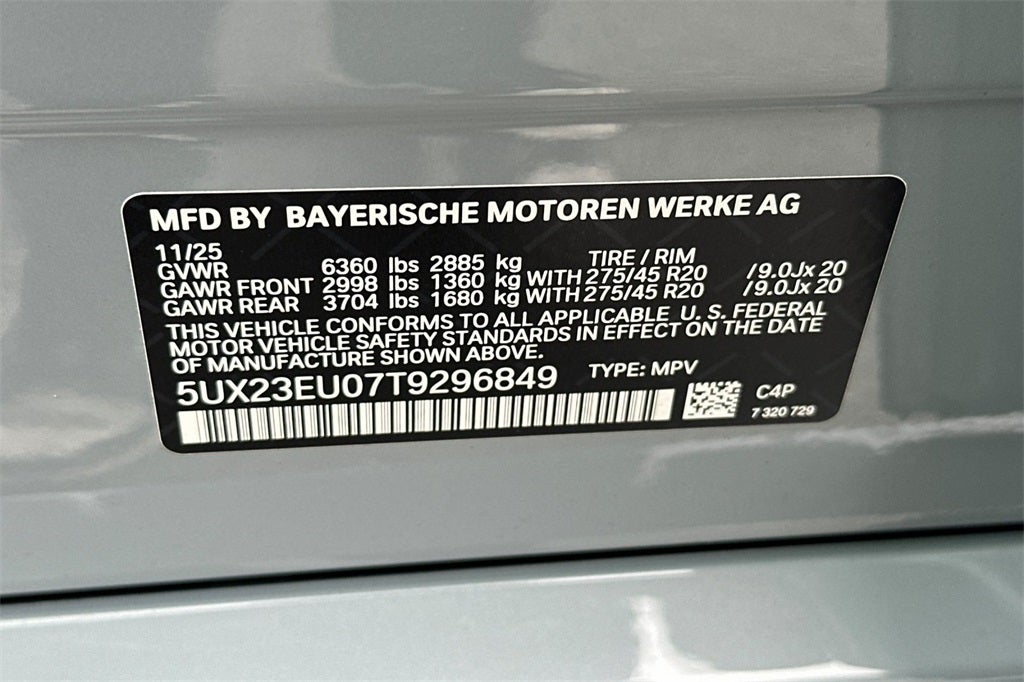 MFD BY BAYERISCHE MOTOREN WERKE AG
11/25 TIRE / RIM
GVWR 6360 lbs 2885 kg
GAWR FRONT 2998 lbs 1360 kg WITH 275/45 R20 / 9.0Jx 20
GAWR REAR 3704 lbs 1680 kg WITH 275/45 R20 / 9.0Jx 20
THIS VEHICLE CONFORMS TO ALL APPLICABLE U. S. FEDERAL
MOTOR VEHICLE SAFETY STANDARDS IN EFFECT ON THE DATE
OF MANUFACTURE SHOWN ABOVE.
5UX23EU07T9296849 TYPE: MPV
C4P
7 320 729